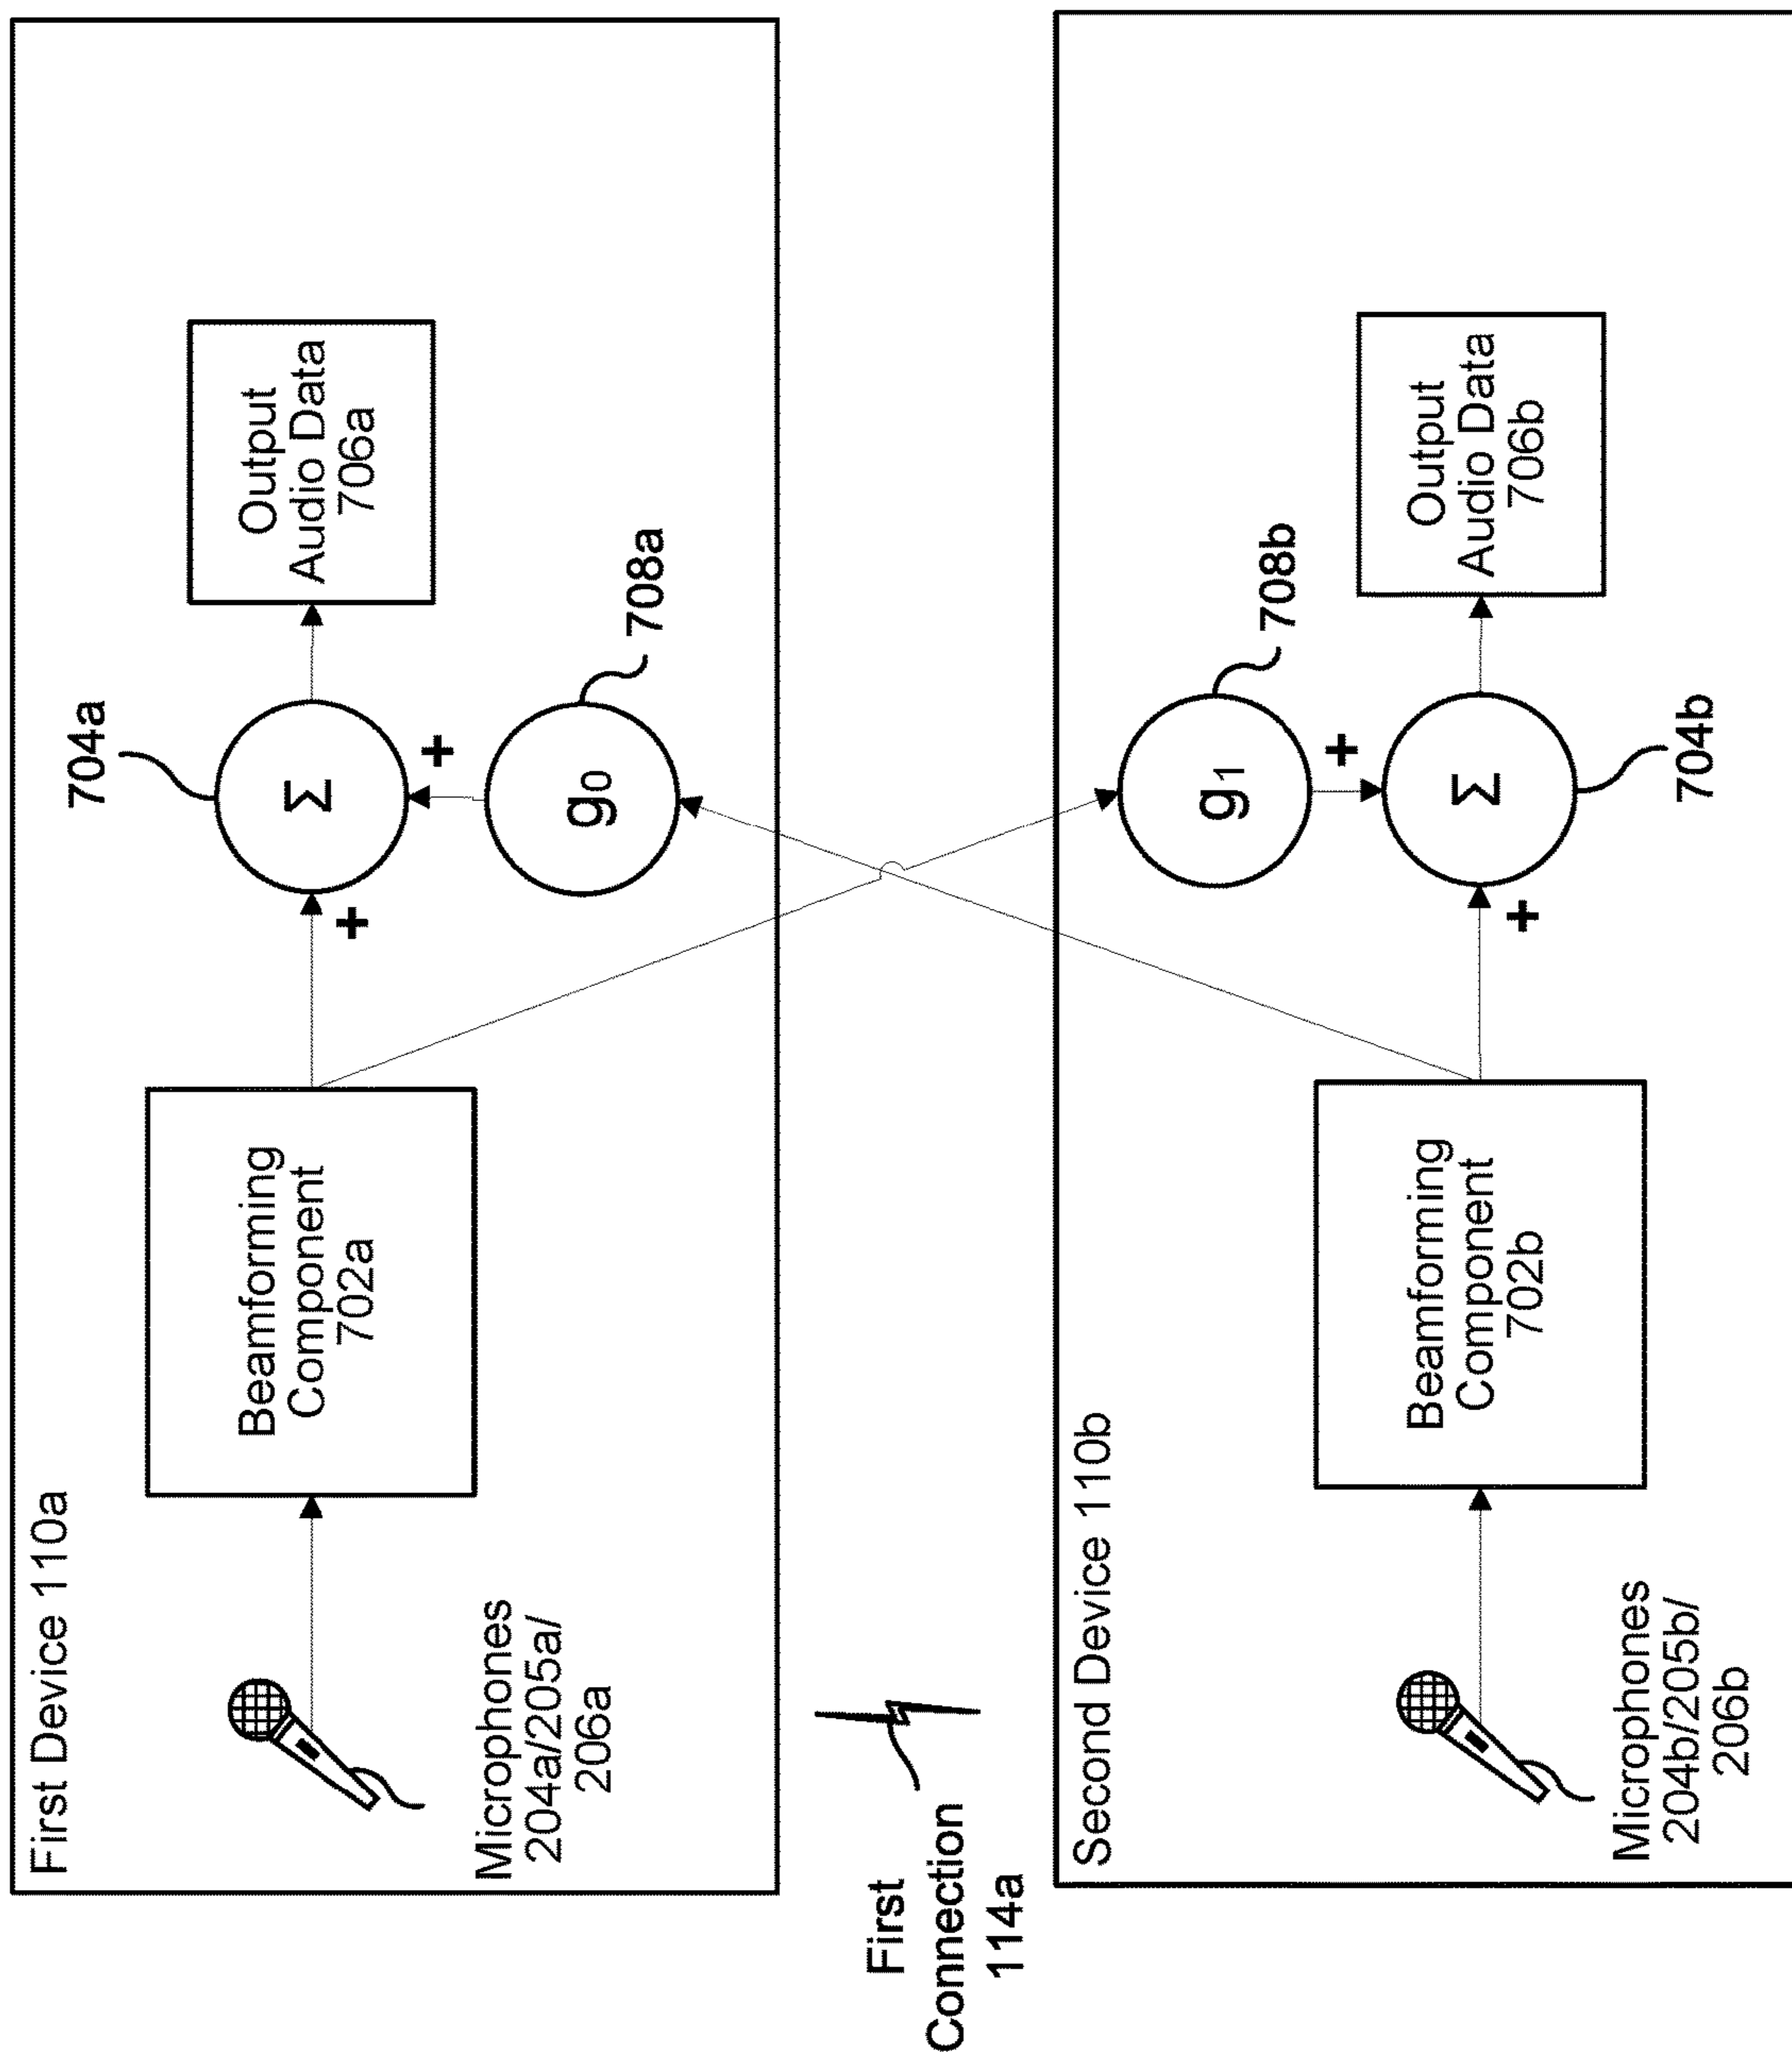 First Device 110a
Microphones
204a/205a/
206a
Beamforming
Component
702a
+
704a
Σ
+
g0
708a
Output
Audio Data
706a
First
Connection
114a
Second Device 110b
Microphones
204b/205b/
206b
Beamforming
Component
702b
+
g1
708b
+
Σ
704b
Output
Audio Data
706b